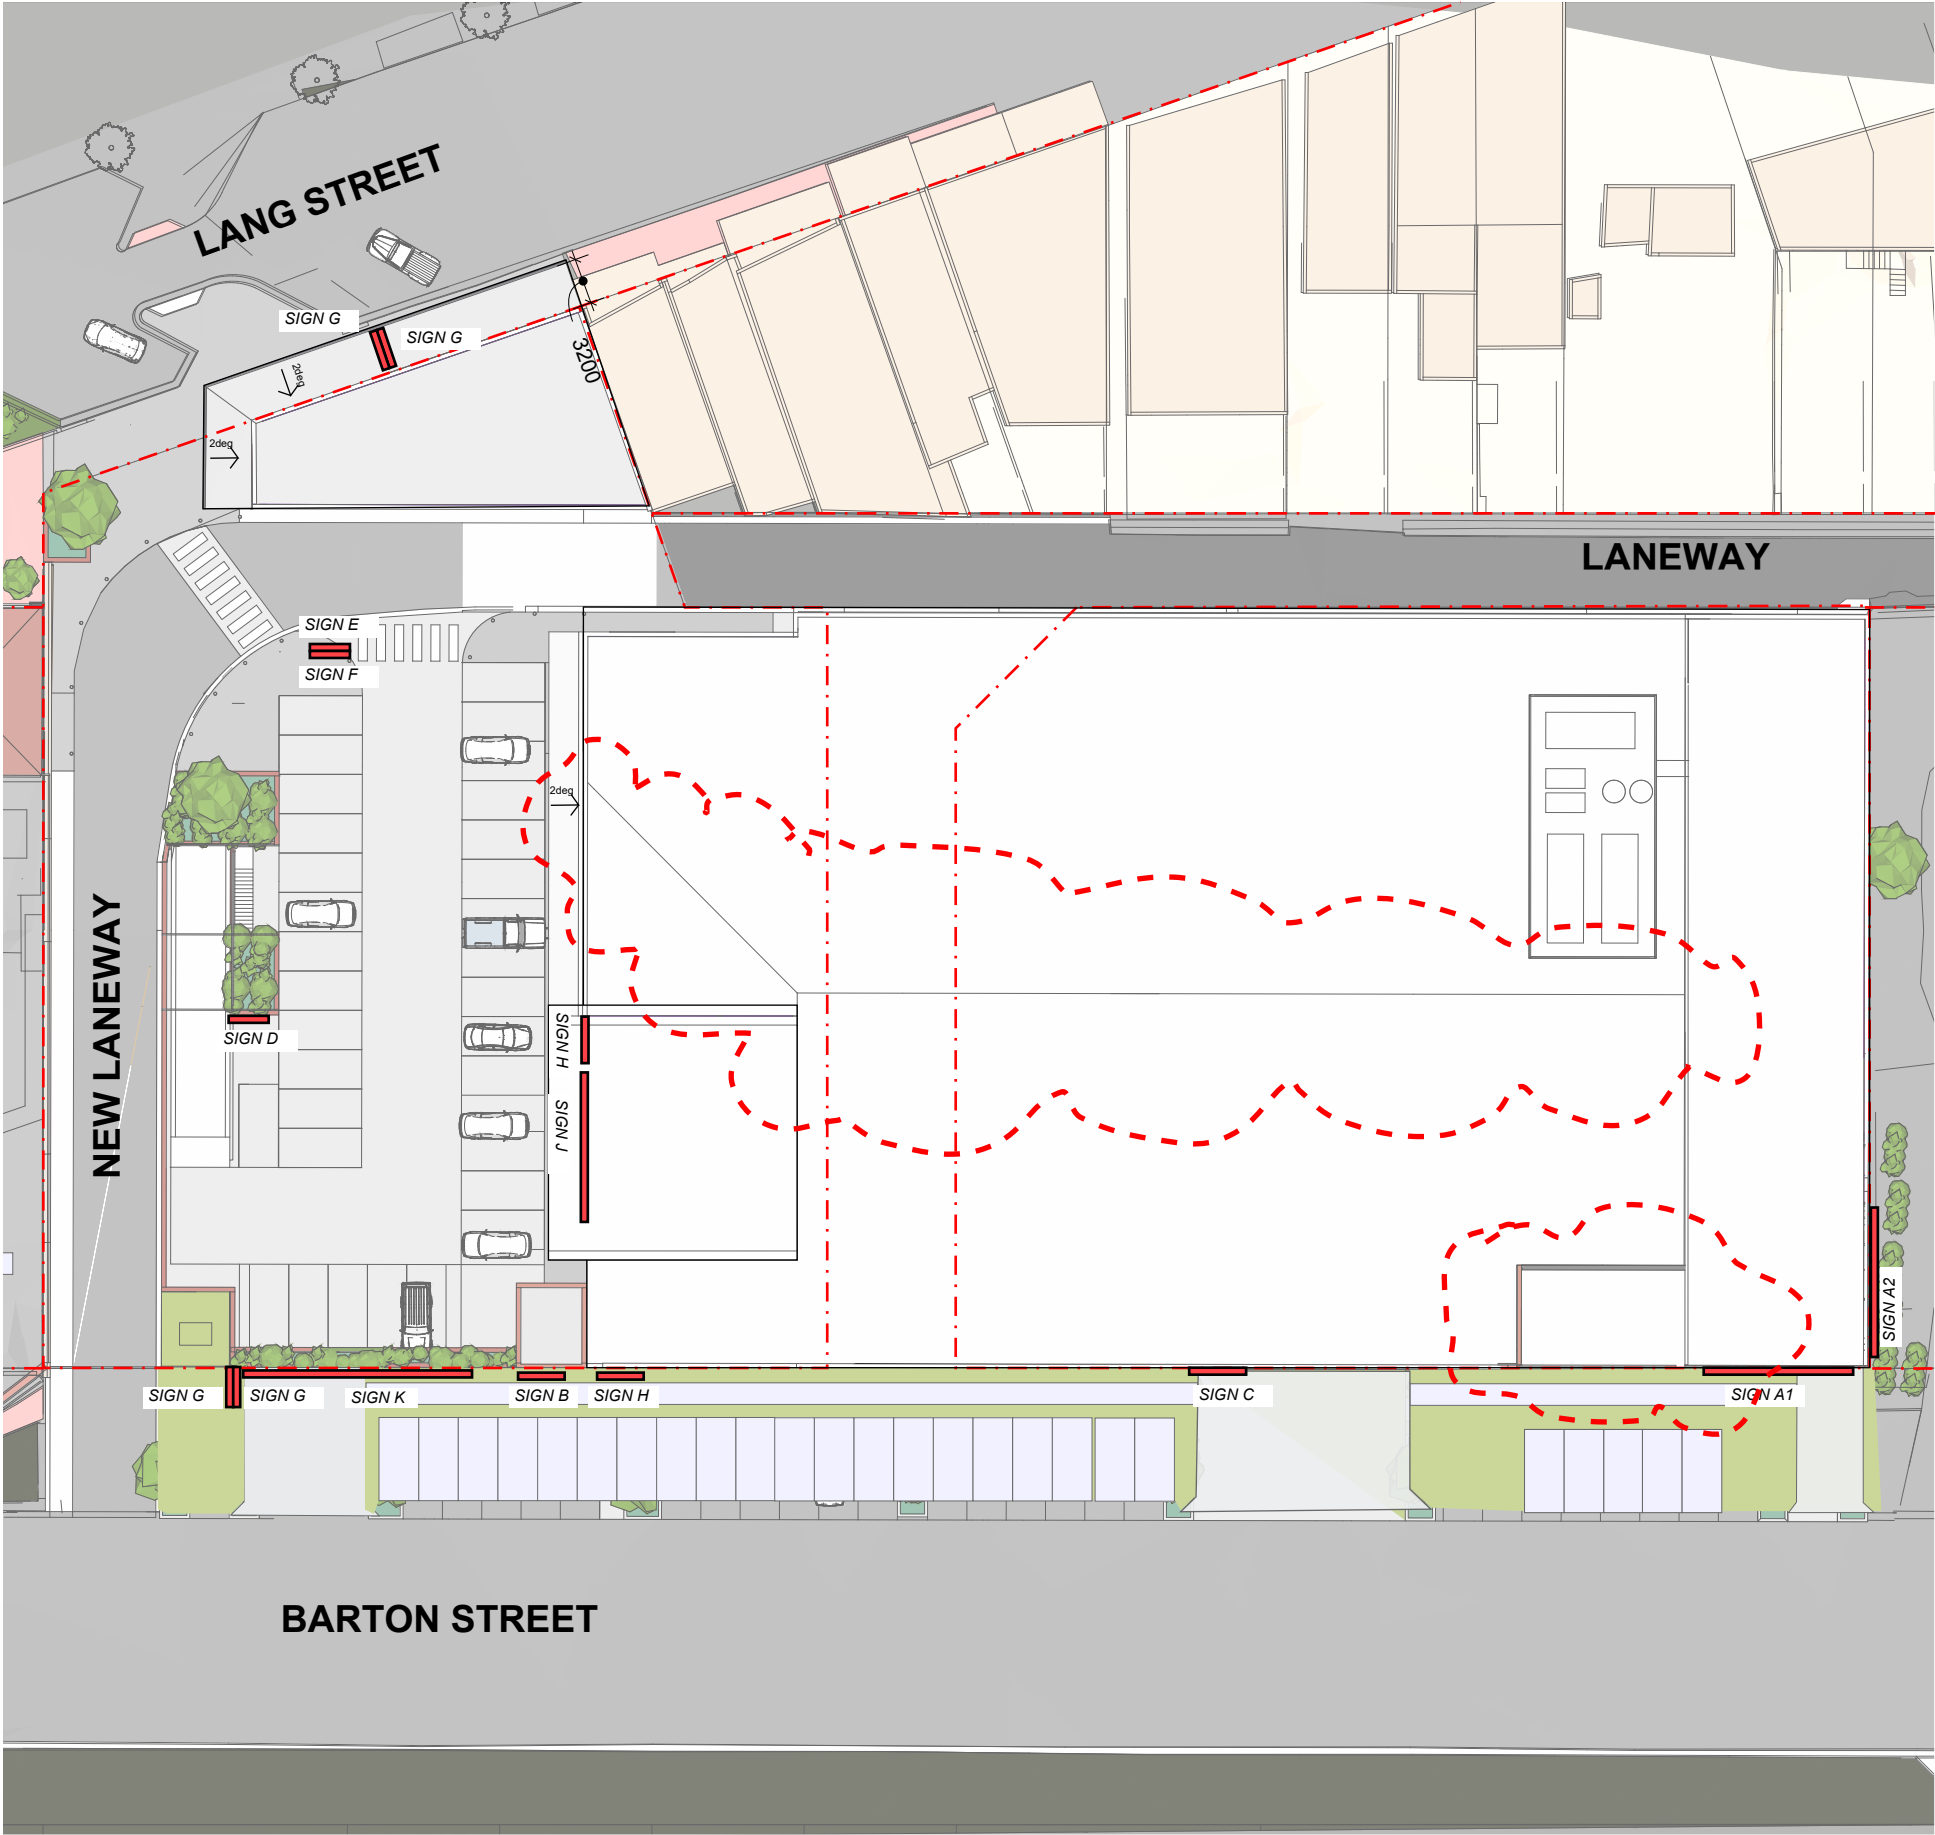 LANG STREET
SIGN G
SIGN G
3200
2deg
2deg
LANEWAY
SIGN E
SIGN F
2deg
NEW LANEWAY
SIGN D
SIGN H
SIGN J
SIGN A2
SIGN G
SIGN G
SIGN K
SIGN B
SIGN H
SIGN C
SIGN A1
BARTON STREET